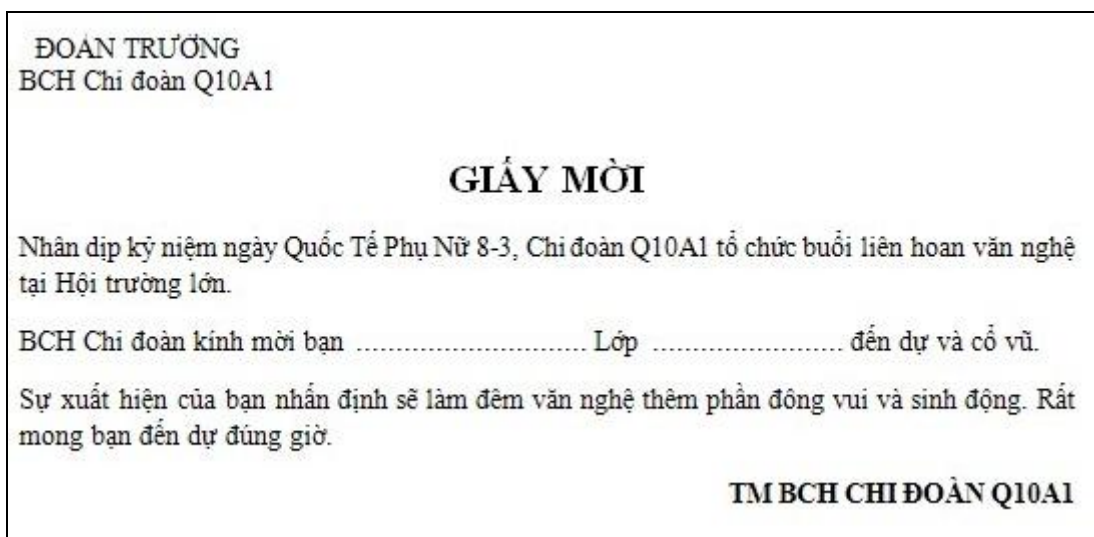 ĐOÀN TRƯỜNG
BCH Chi đoàn Q10A1
GIẤY MỜI
Nhân dịp kỷ niệm ngày Quốc Tế Phụ Nữ 8-3, Chi đoàn Q10A1 tổ chức buổi liên hoan văn nghệ
tại Hội trường lớn.
BCH Chi đoàn kính mời bạn .............................. Lớp ......................... đến dự và cổ vũ.
Sự xuất hiện của bạn nhấn định sẽ làm đêm văn nghệ thêm phần đông vui và sinh động. Rất
mong bạn đến dự đúng giờ.
TM BCH CHI ĐOÀN Q10A1